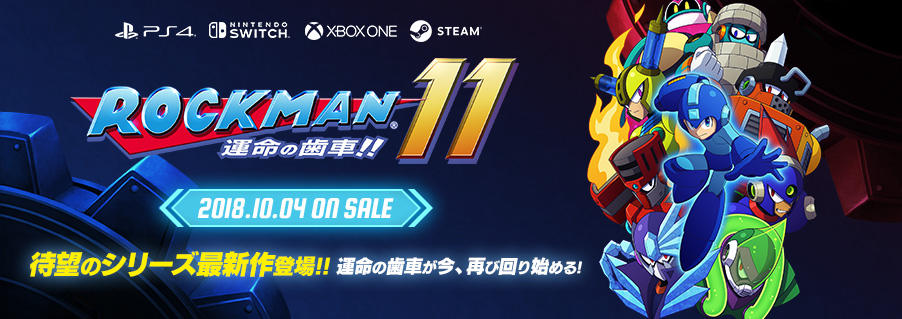 PS4 NINTENDO SWITCH XBOX ONE STEAM
ROCKMAN 11
運命の歯車!!
2018.10.04 ON SALE
待望のシリーズ最新作登場!! 運命の歯車が今、再び回り始める!